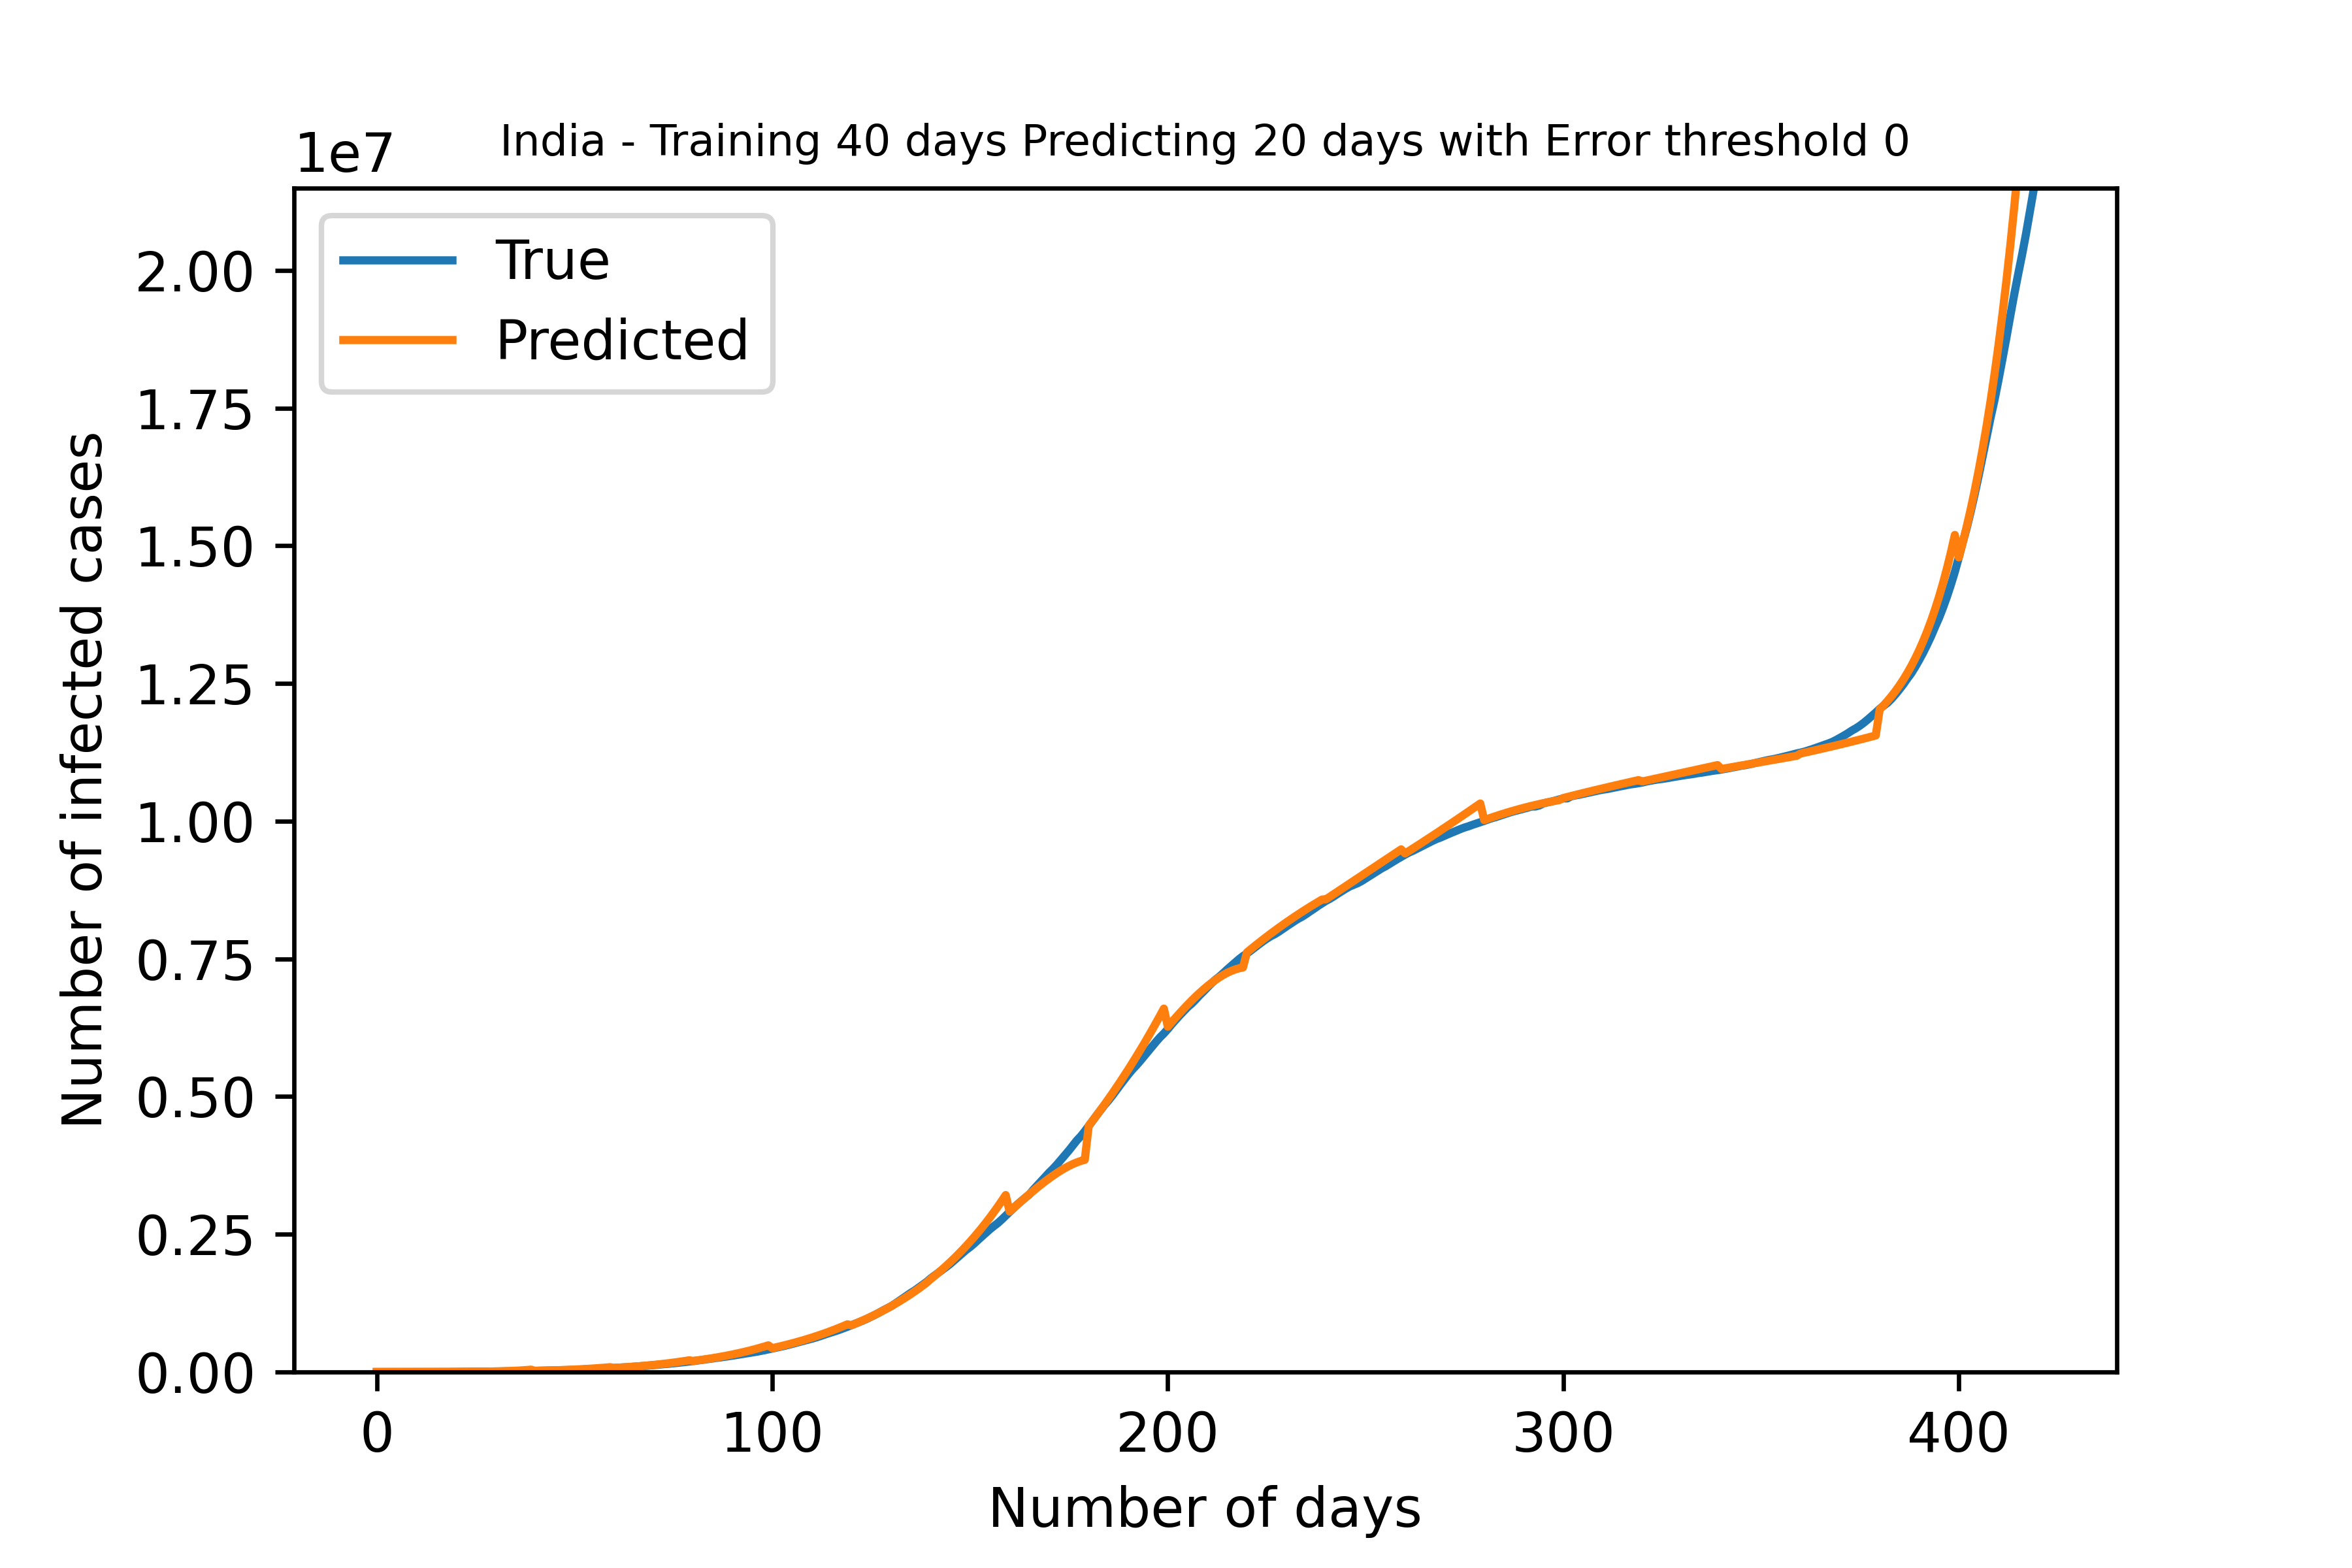 India - Training 40 days Predicting 20 days with Error threshold 0
1e7
True
Predicted
2.00
1.75
1.50
1.25
1.00
0.75
0.50
0.25
0.00
Number of infected cases
0 100 200 300 400
Number of days